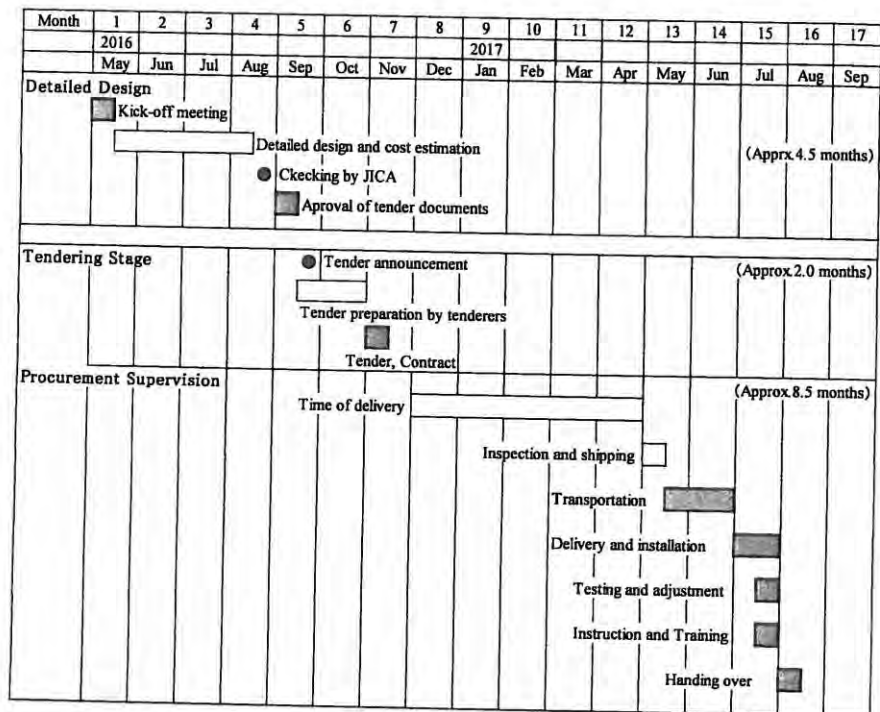 Month 1 2 3 4 5 6 7 8 9 10 11 12 13 14 15 16 17
2016 2017
May Jun Jul Aug Sep Oct Nov Dec Jan Feb Mar Apr May Jun Jul Aug Sep
Detailed Design
Kick-off meeting
Detailed design and cost estimation
(Apprx.4.5 months)
Ckecking by JICA
Aproval of tender documents
Tendering Stage
Tender announcement
(Approx.2.0 months)
Tender preparation by tenderers
Tender, Contract
Procurement Supervision
(Approx.8.5 months)
Time of delivery
Inspection and shipping
Transportation
Delivery and installation
Testing and adjustment
Instruction and Training
Handing over